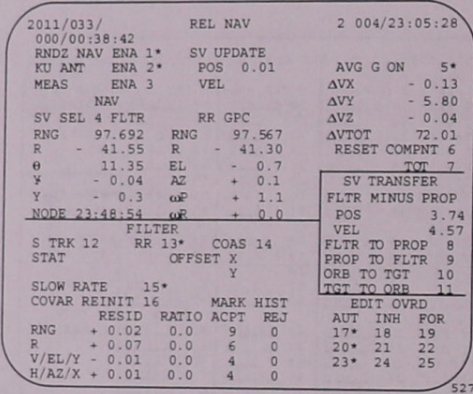 2011/033/ REL NAV 2 004/23:05:28
000/00:38:42
RNDZ NAV ENA 1* SV UPDATE
KU ANT ENA 2* POS 0.01 AVG G ON 5*
MEAS ENA 3 VEL ΔVX - 0.13
NAV ΔVY - 5.80
SV SEL 4 FLTR RR GPC ΔVZ - 0.04
RNG 97.692 RNG 97.567 ΔVTOT 72.01
R - 41.55 R - 41.30 RESET COMPNT 6
θ 11.35 EL - 0.7 TOT 7
Y - 0.04 AZ + 0.1 SV TRANSFER
Y - 0.3 ωP + 1.1 FLTR MINUS PROP
NODE 23:48:54 ωR + 0.0 POS 3.74
FILTER VEL 4.57
S TRK 12 RR 13* COAS 14 FLTR TO PROP 8
STAT OFFSET X PROP TO FLTR 9
Y ORB TO TGT 10
SLOW RATE 15* TGT TO ORB 11
COVAR REINIT 16 MARK HIST EDIT OVRD
RESID RATIO ACPT REJ AUT INH FOR
RNG + 0.02 0.0 9 0 17* 18 19
R + 0.07 0.0 6 0 20* 21 22
V/EL/Y - 0.01 0.0 4 0 23* 24 25
H/AZ/X + 0.01 0.0 4 0
527